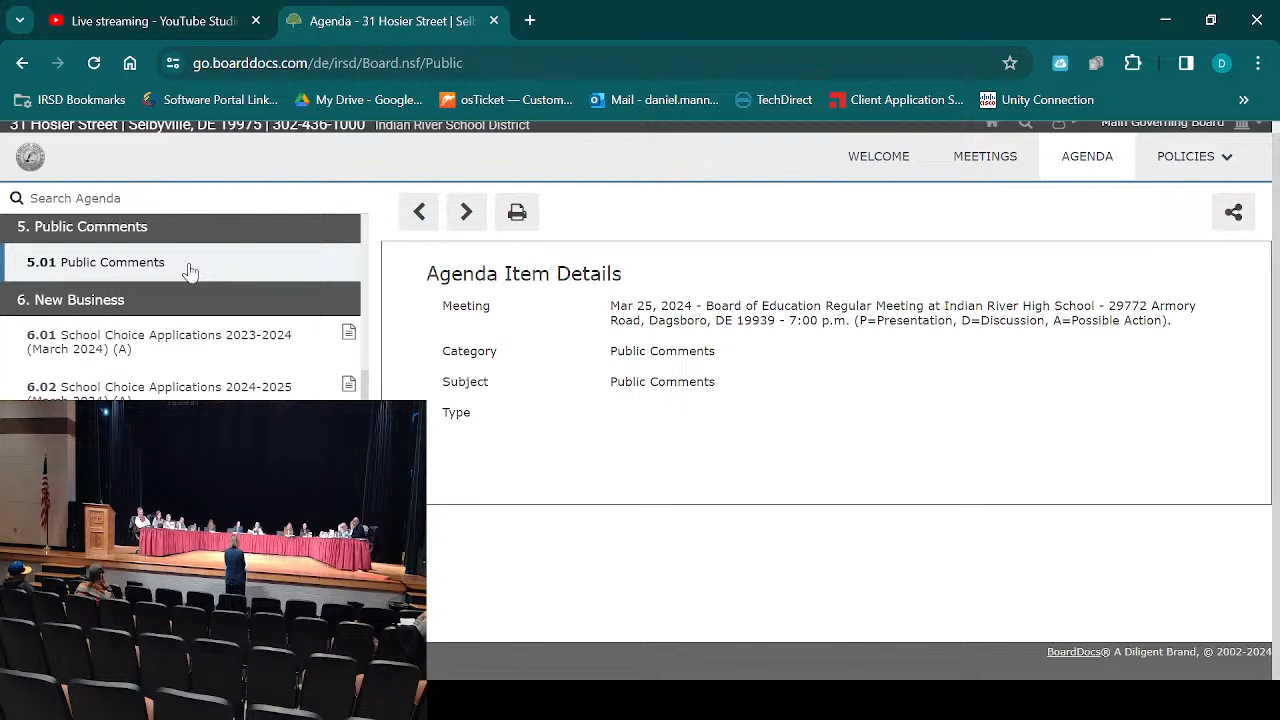 Live streaming - YouTube Studi
Agenda - 31 Hosier Street | Sel
go.boarddocs.com/de/irsd/Board.nsf/Public
D
IRSD Bookmarks
Software Portal Link...
My Drive - Google...
osTicket — Custom...
Mail - daniel.mann...
TechDirect
Client Application S...
Unity Connection
31 Hosier Street | Selbyville, DE 19975 | 302-436-1000 Indian River School District
Main Governing Board
WELCOME
MEETINGS
AGENDA
POLICIES
Search Agenda
5. Public Comments
5.01 Public Comments
6. New Business
6.01 School Choice Applications 2023-2024
(March 2024) (A)
6.02 School Choice Applications 2024-2025
(March 2024) (A)
Agenda Item Details
Meeting
Mar 25, 2024 - Board of Education Regular Meeting at Indian River High School - 29772 Armory
Road, Dagsboro, DE 19939 - 7:00 p.m. (P=Presentation, D=Discussion, A=Possible Action).
Category
Public Comments
Subject
Public Comments
Type
BoardDocs® A Diligent Brand, © 2002-2024